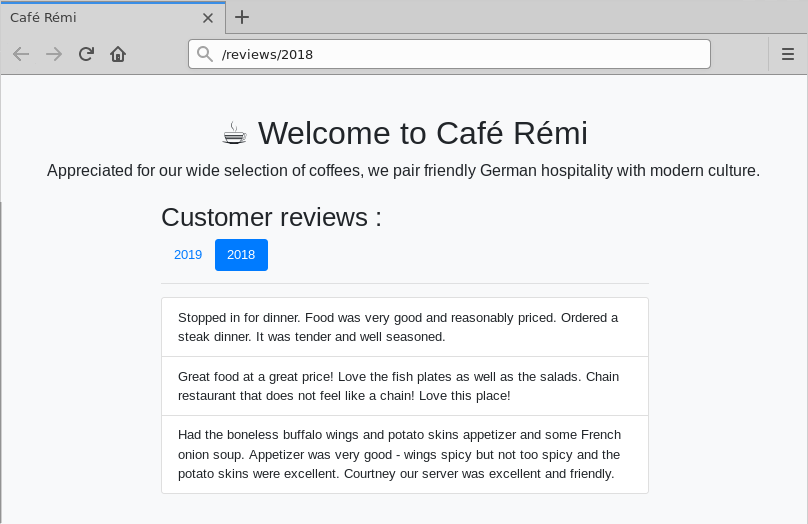 Café Rémi
/reviews/2018
☕ Welcome to Café Rémi
Appreciated for our wide selection of coffees, we pair friendly German hospitality with modern culture.
Customer reviews :
2019 2018
Stopped in for dinner. Food was very good and reasonably priced. Ordered a
steak dinner. It was tender and well seasoned.
Great food at a great price! Love the fish plates as well as the salads. Chain
restaurant that does not feel like a chain! Love this place!
Had the boneless buffalo wings and potato skins appetizer and some French
onion soup. Appetizer was very good - wings spicy but not too spicy and the
potato skins were excellent. Courtney our server was excellent and friendly.